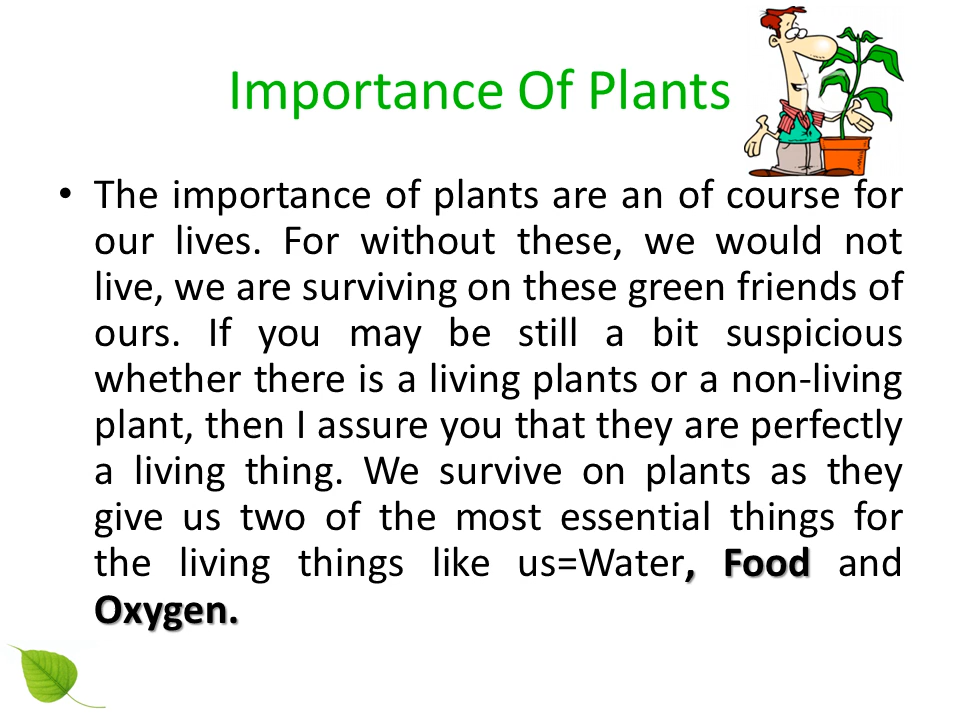 Importance Of Plants
• The importance of plants are an of course for
our lives. For without these, we would not
live, we are surviving on these green friends of
ours. If you may be still a bit suspicious
whether there is a living plants or a non-living
plant, then I assure you that they are perfectly
a living thing. We survive on plants as they
give us two of the most essential things for
the living things like us=Water, Food and
Oxygen.